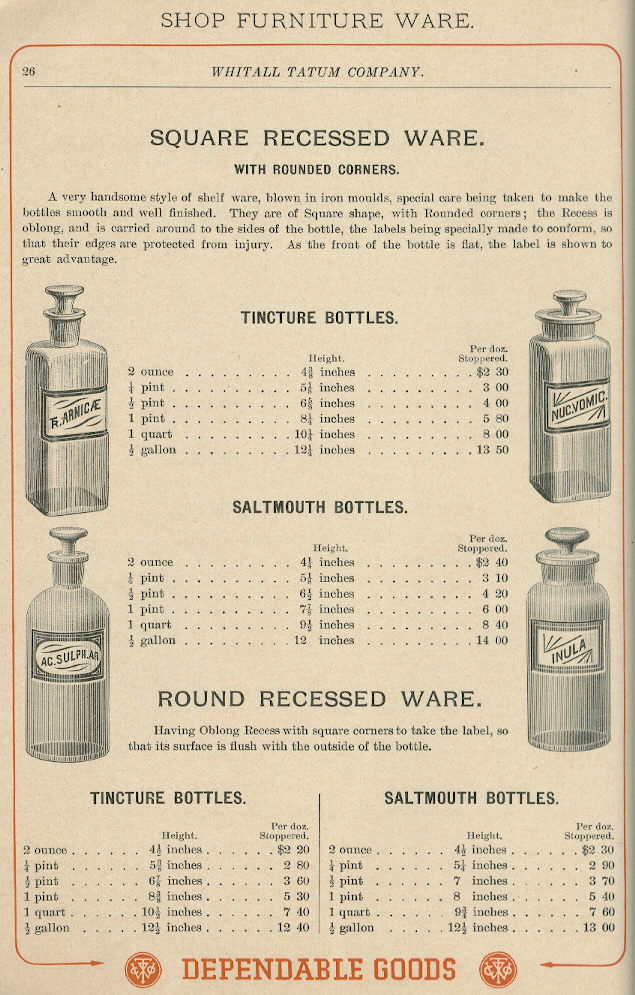 SHOP FURNITURE WARE.
26
WHITALL TATUM COMPANY.
SQUARE RECESSED WARE.
WITH ROUNDED CORNERS.
A very handsome style of shelf ware, blown in iron moulds, special care being taken to make the
bottles smooth and well finished. They are of Square shape, with Rounded corners; the Recess is
oblong, and is carried around to the sides of the bottle, the labels being specially made to conform, so
that their edges are protected from injury. As the front of the bottle is flat, the label is shown to
great advantage.
TINCTURE BOTTLES.
Height. Per doz. Stoppered.
2 ounce . . . . . . . . 4⅜ inches . . . . . . . . $2 30
¼ pint . . . . . . . . 5⅛ inches . . . . . . . . 3 00
½ pint . . . . . . . . 6⅝ inches . . . . . . . . 4 00
1 pint . . . . . . . . 8¼ inches . . . . . . . . 5 80
1 quart . . . . . . . . 10¼ inches . . . . . . . . 8 00
½ gallon . . . . . . . . 12¼ inches . . . . . . . . 13 50
Tr. ARNICÆ
NUC.VOMIC.
SALTMOUTH BOTTLES.
Height. Per doz. Stoppered.
2 ounce . . . . . . . . 4¼ inches . . . . . . . . $2 40
pint . . . . . . . . inches . . . . . . . . 3 10
½ pint . . . . . . . . 6½ inches . . . . . . . . 4 20
1 pint . . . . . . . . 7⅞ inches . . . . . . . . 6 00
1 quart . . . . . . . . 9½ inches . . . . . . . . 8 40
½ gallon . . . . . . . . 12 inches . . . . . . . . 14 00
AC.SULPH.AR
INULA
ROUND RECESSED WARE.
Having Oblong Recess with square corners to take the label, so
that its surface is flush with the outside of the bottle.
TINCTURE BOTTLES.
Height. Per doz. Stoppered.
2 ounce . . . . . . 4½ inches . . . . . $2 20
¼ pint . . . . . . 5⅜ inches . . . . . 2 80
½ pint . . . . . . 6⅞ inches . . . . . 3 60
1 pint . . . . . . 8⅜ inches . . . . . 5 30
1 quart . . . . . . 10½ inches . . . . . 7 40
½ gallon . . . . . . 12½ inches . . . . . 12 40
SALTMOUTH BOTTLES.
Height. Per doz. Stoppered.
2 ounce . . . . . . 4½ inches . . . . . $2 30
¼ pint . . . . . . 5¼ inches . . . . . 2 90
½ pint . . . . . . 7 inches . . . . . 3 70
1 pint . . . . . . 8 inches . . . . . 5 40
1 quart . . . . . . 9¾ inches . . . . . 7 60
½ gallon . . . . . . 12½ inches . . . . . 13 00
DEPENDABLE GOODS